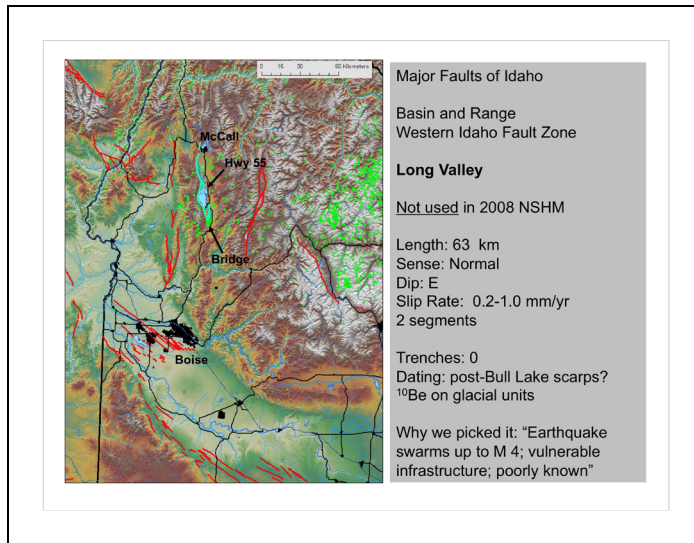 0 15 30 60 Kilometers
McCall
Hwy 55
Bridge
Boise
Major Faults of Idaho
Basin and Range
Western Idaho Fault Zone
Long Valley
Not used in 2008 NSHM
Length: 63 km
Sense: Normal
Dip: E
Slip Rate: 0.2-1.0 mm/yr
2 segments
Trenches: 0
Dating: post-Bull Lake scarps?
¹⁰Be on glacial units
Why we picked it: “Earthquake
swarms up to M 4; vulnerable
infrastructure; poorly known”